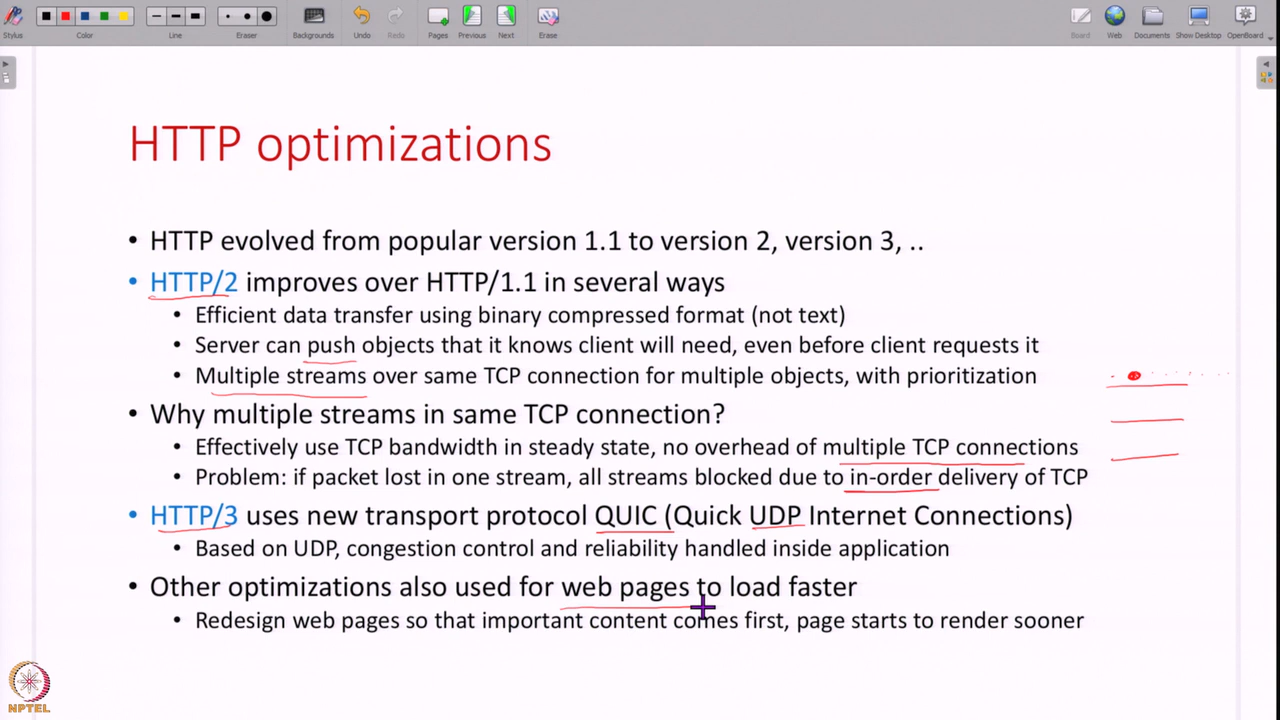 Stylus
Color
Line
Eraser
Backgrounds
Undo
Redo
Pages
Previous
Next
Erase
Board
Web
Documents
Show Desktop
OpenBoard
HTTP optimizations
• HTTP evolved from popular version 1.1 to version 2, version 3, ..
• HTTP/2 improves over HTTP/1.1 in several ways
• Efficient data transfer using binary compressed format (not text)
• Server can push objects that it knows client will need, even before client requests it
• Multiple streams over same TCP connection for multiple objects, with prioritization
• Why multiple streams in same TCP connection?
• Effectively use TCP bandwidth in steady state, no overhead of multiple TCP connections
• Problem: if packet lost in one stream, all streams blocked due to in-order delivery of TCP
• HTTP/3 uses new transport protocol QUIC (Quick UDP Internet Connections)
• Based on UDP, congestion control and reliability handled inside application
• Other optimizations also used for web pages to load faster
• Redesign web pages so that important content comes first, page starts to render sooner
NPTEL